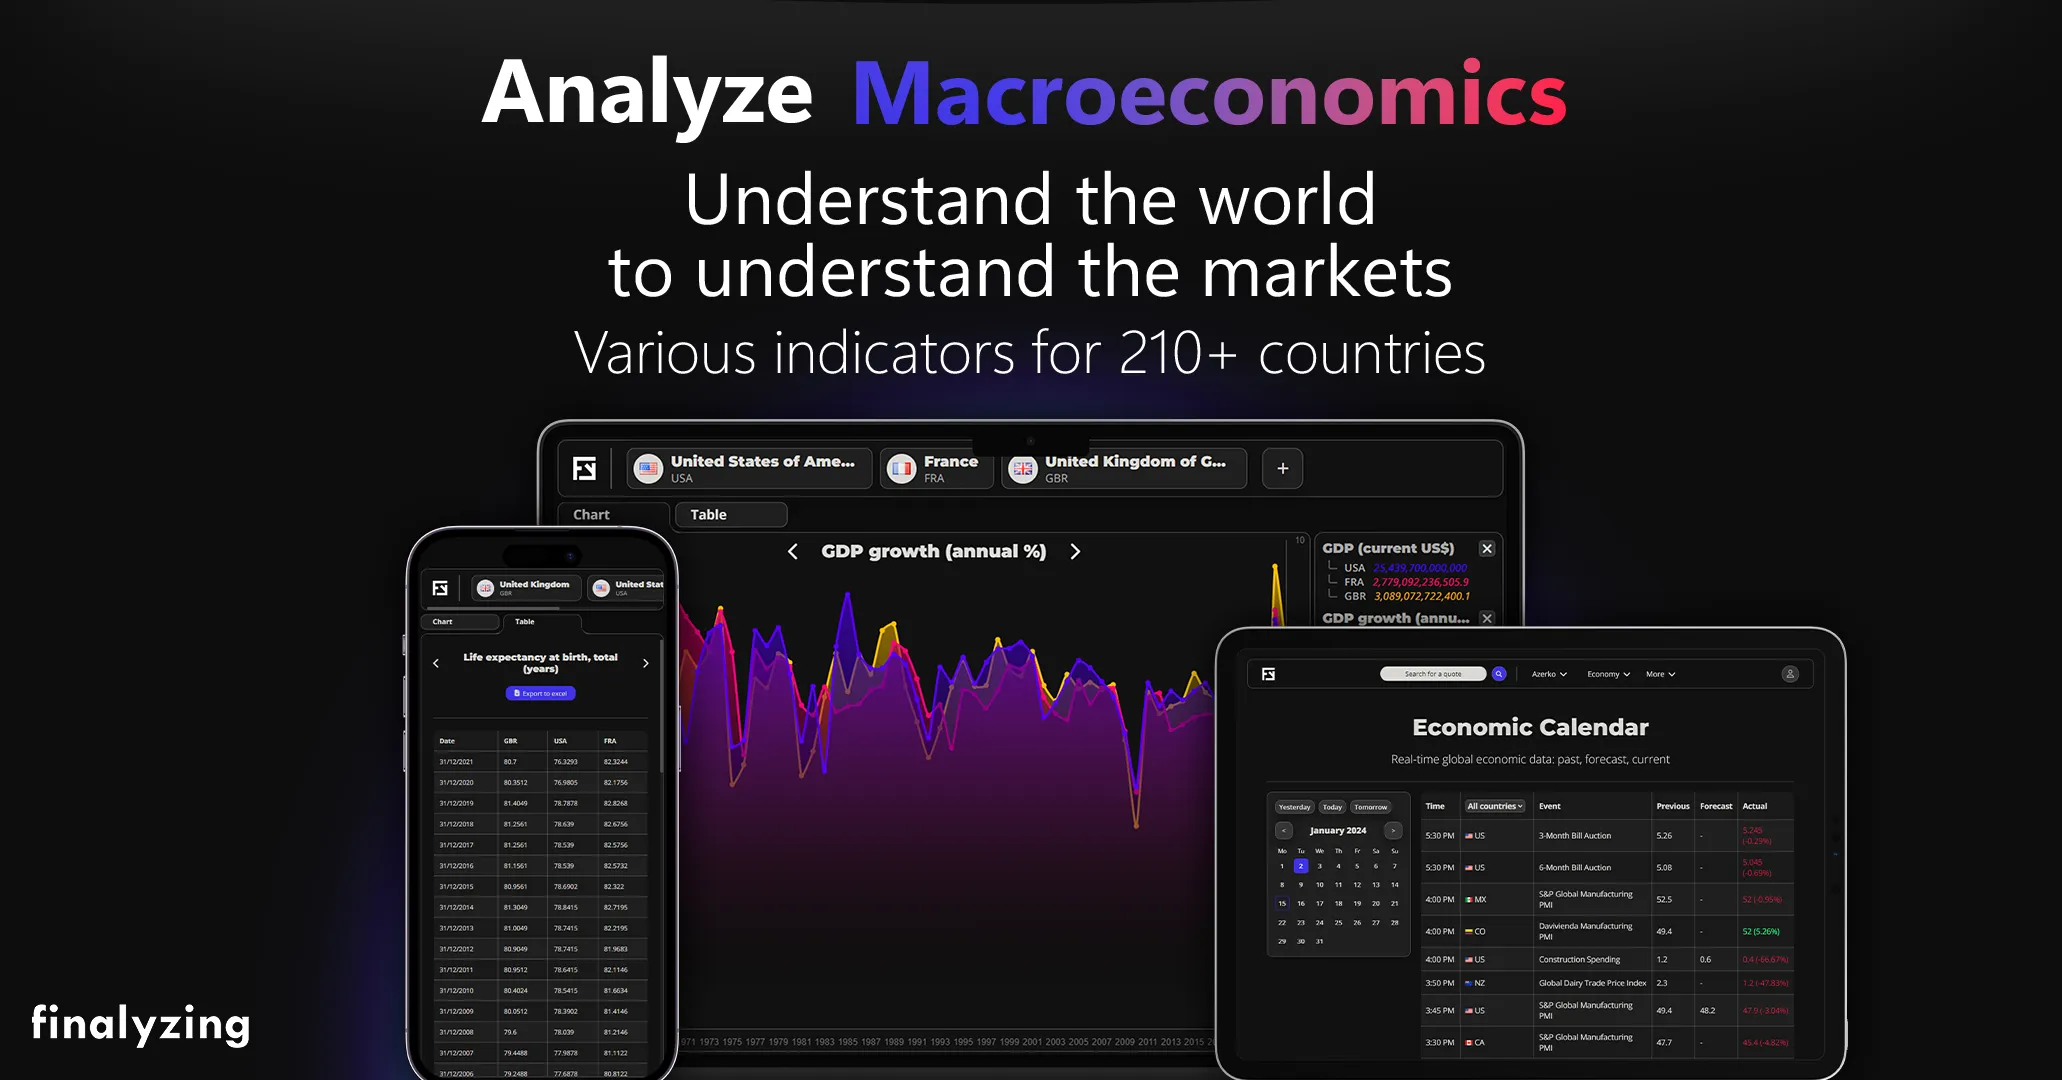 Analyze Macroeconomics
Understand the world
to understand the markets
Various indicators for 210+ countries
United States of Ame...
USA
France
FRA
United Kingdom of G...
GBR
+
Chart
Table
GDP growth (annual %)
10
GDP (current US$)
USA 25,439,700,000,000
FRA 2,779,092,236,505.9
GBR 3,089,072,722,400.1
GDP growth (annu...
971 1973 1975 1977 1979 1981 1983 1985 1987 1989 1991 1993 1995 1997 1999 2001 2003 2005 2007 2009 2011 2013 2015 2
United Kingdom
GBR
United Stat
USA
Chart
Table
Life expectancy at birth, total
(years)
Export to excel
Date GBR USA FRA
31/12/2021 80.7 76.3293 82.3244
31/12/2020 80.3512 76.9805 82.1756
31/12/2019 81.4049 78.7878 82.8268
31/12/2018 81.2561 78.639 82.6756
31/12/2017 81.2561 78.539 82.5756
31/12/2016 81.1561 78.539 82.5732
31/12/2015 80.9561 78.6902 82.322
31/12/2014 81.3049 78.8415 82.7195
31/12/2013 81.0049 78.7415 82.2195
31/12/2012 80.9049 78.7415 81.9683
31/12/2011 80.9512 78.6415 82.1146
31/12/2010 80.4024 78.5415 81.6634
31/12/2009 80.0512 78.3902 81.4146
31/12/2008 79.6 78.039 81.2146
31/12/2007 79.4488 77.9878 81.1122
31/12/2006 79.2488 77.6878 80.8122
Search for a quote
Azerko
Economy
More
Economic Calendar
Real-time global economic data: past, forecast, current
Yesterday Today Tomorrow
< January 2024 >
Mo Tu We Th Fr Sa Su
1 2 3 4 5 6 7
8 9 10 11 12 13 14
15 16 17 18 19 20 21
22 23 24 25 26 27 28
29 30 31
Time All countries Event Previous Forecast Actual
5:30 PM US 3-Month Bill Auction 5.26 - 5.245
(-0.29%)
5:30 PM US 6-Month Bill Auction 5.08 - 5.045
(-0.69%)
4:00 PM MX S&P Global Manufacturing
PMI 52.5 - 52 (-0.95%)
4:00 PM CO Davivienda Manufacturing
PMI 49.4 - 52 (5.26%)
4:00 PM US Construction Spending 1.2 0.6 0.4 (-66.67%)
3:50 PM NZ Global Dairy Trade Price Index 2.3 - 1.2 (-47.83%)
3:45 PM US S&P Global Manufacturing
PMI 49.4 48.2 47.9 (-3.04%)
3:30 PM CA S&P Global Manufacturing
PMI 47.7 - 45.4 (-4.82%)
finalyzing